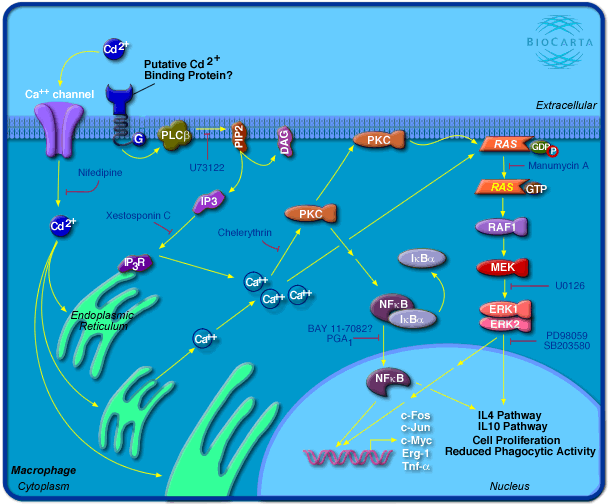 BIOCARTA
Cd 2+
Putative Cd 2+
Binding Protein?
Ca++ channel
Extracellular
G
PLCβ
PIP2
DAG
PKC
RAS
GDP
P
U73122
Manumycin A
Nifedipine
RAS
GTP
IP3
Xestosponin C
PKC
Cd 2+
Chelerythrin
RAF1
IP3R
IκBα
MEK
Ca++
Ca++
Ca++
U0126
NFκB
IκBα
ERK1
ERK2
Endoplasmic
Reticulum
BAY 11-7082?
PGA1
PD98059
SB203580
Ca++
NFκB
c-Fos
c-Jun
c-Myc
Erg-1
Tnf-α
IL4 Pathway
IL10 Pathway
Cell Proliferation
Reduced Phagocytic Activity
Macrophage
Cytoplasm
Nucleus